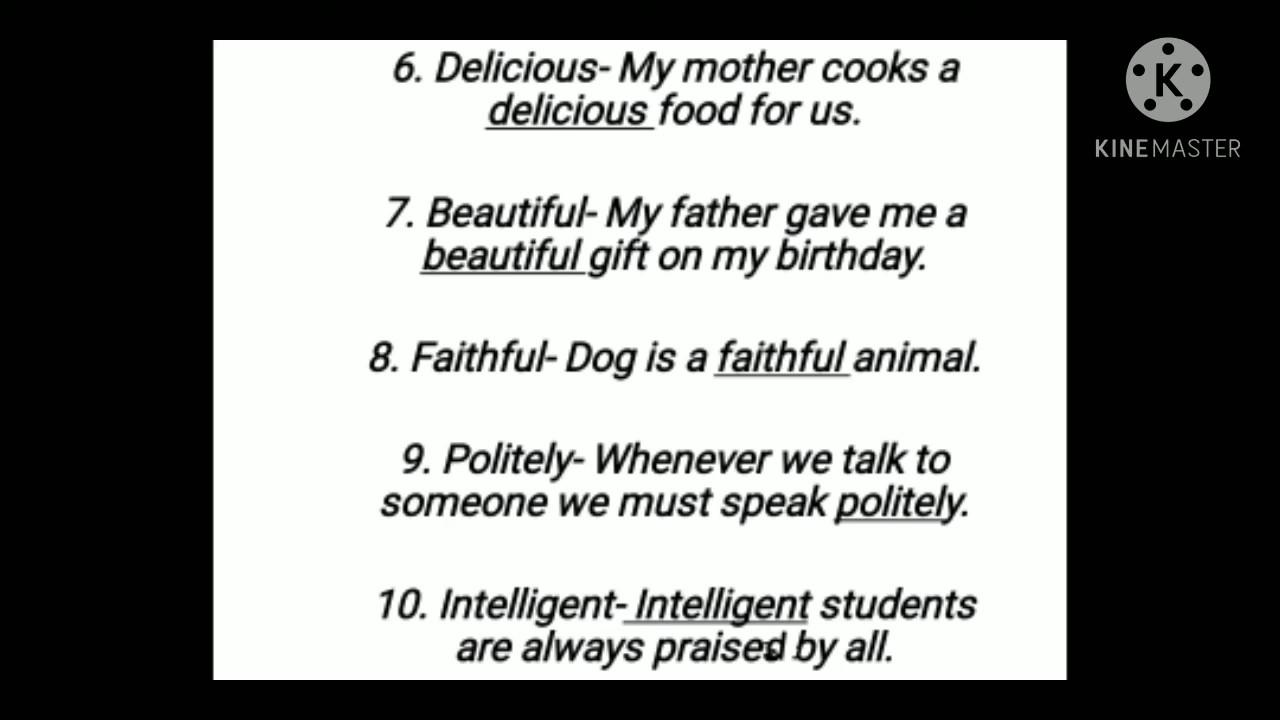 6. Delicious- My mother cooks a
delicious food for us.
7. Beautiful- My father gave me a
beautiful gift on my birthday.
8. Faithful- Dog is a faithful animal.
9. Politely- Whenever we talk to
someone we must speak politely.
10. Intelligent- Intelligent students
are always praised by all.
K
KINEMASTER